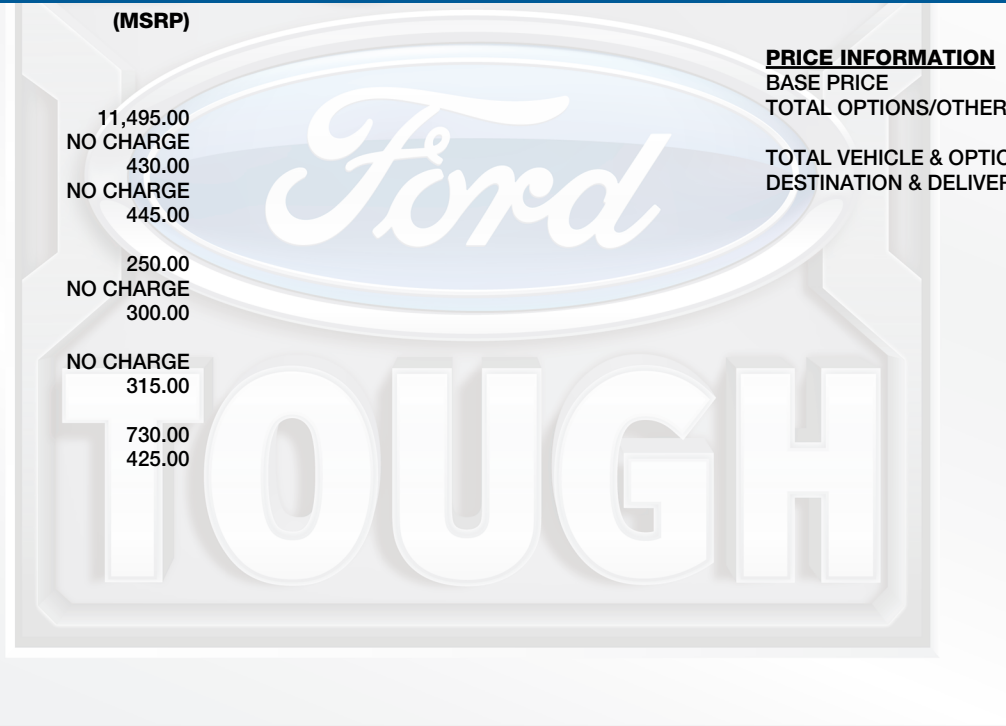 (MSRP)
11,495.00
NO CHARGE
430.00
NO CHARGE
445.00
250.00
NO CHARGE
300.00
NO CHARGE
315.00
730.00
425.00
PRICE INFORMATION
BASE PRICE
TOTAL OPTIONS/OTHER
TOTAL VEHICLE & OPTIO
DESTINATION & DELIVER
Ford
TOUGH